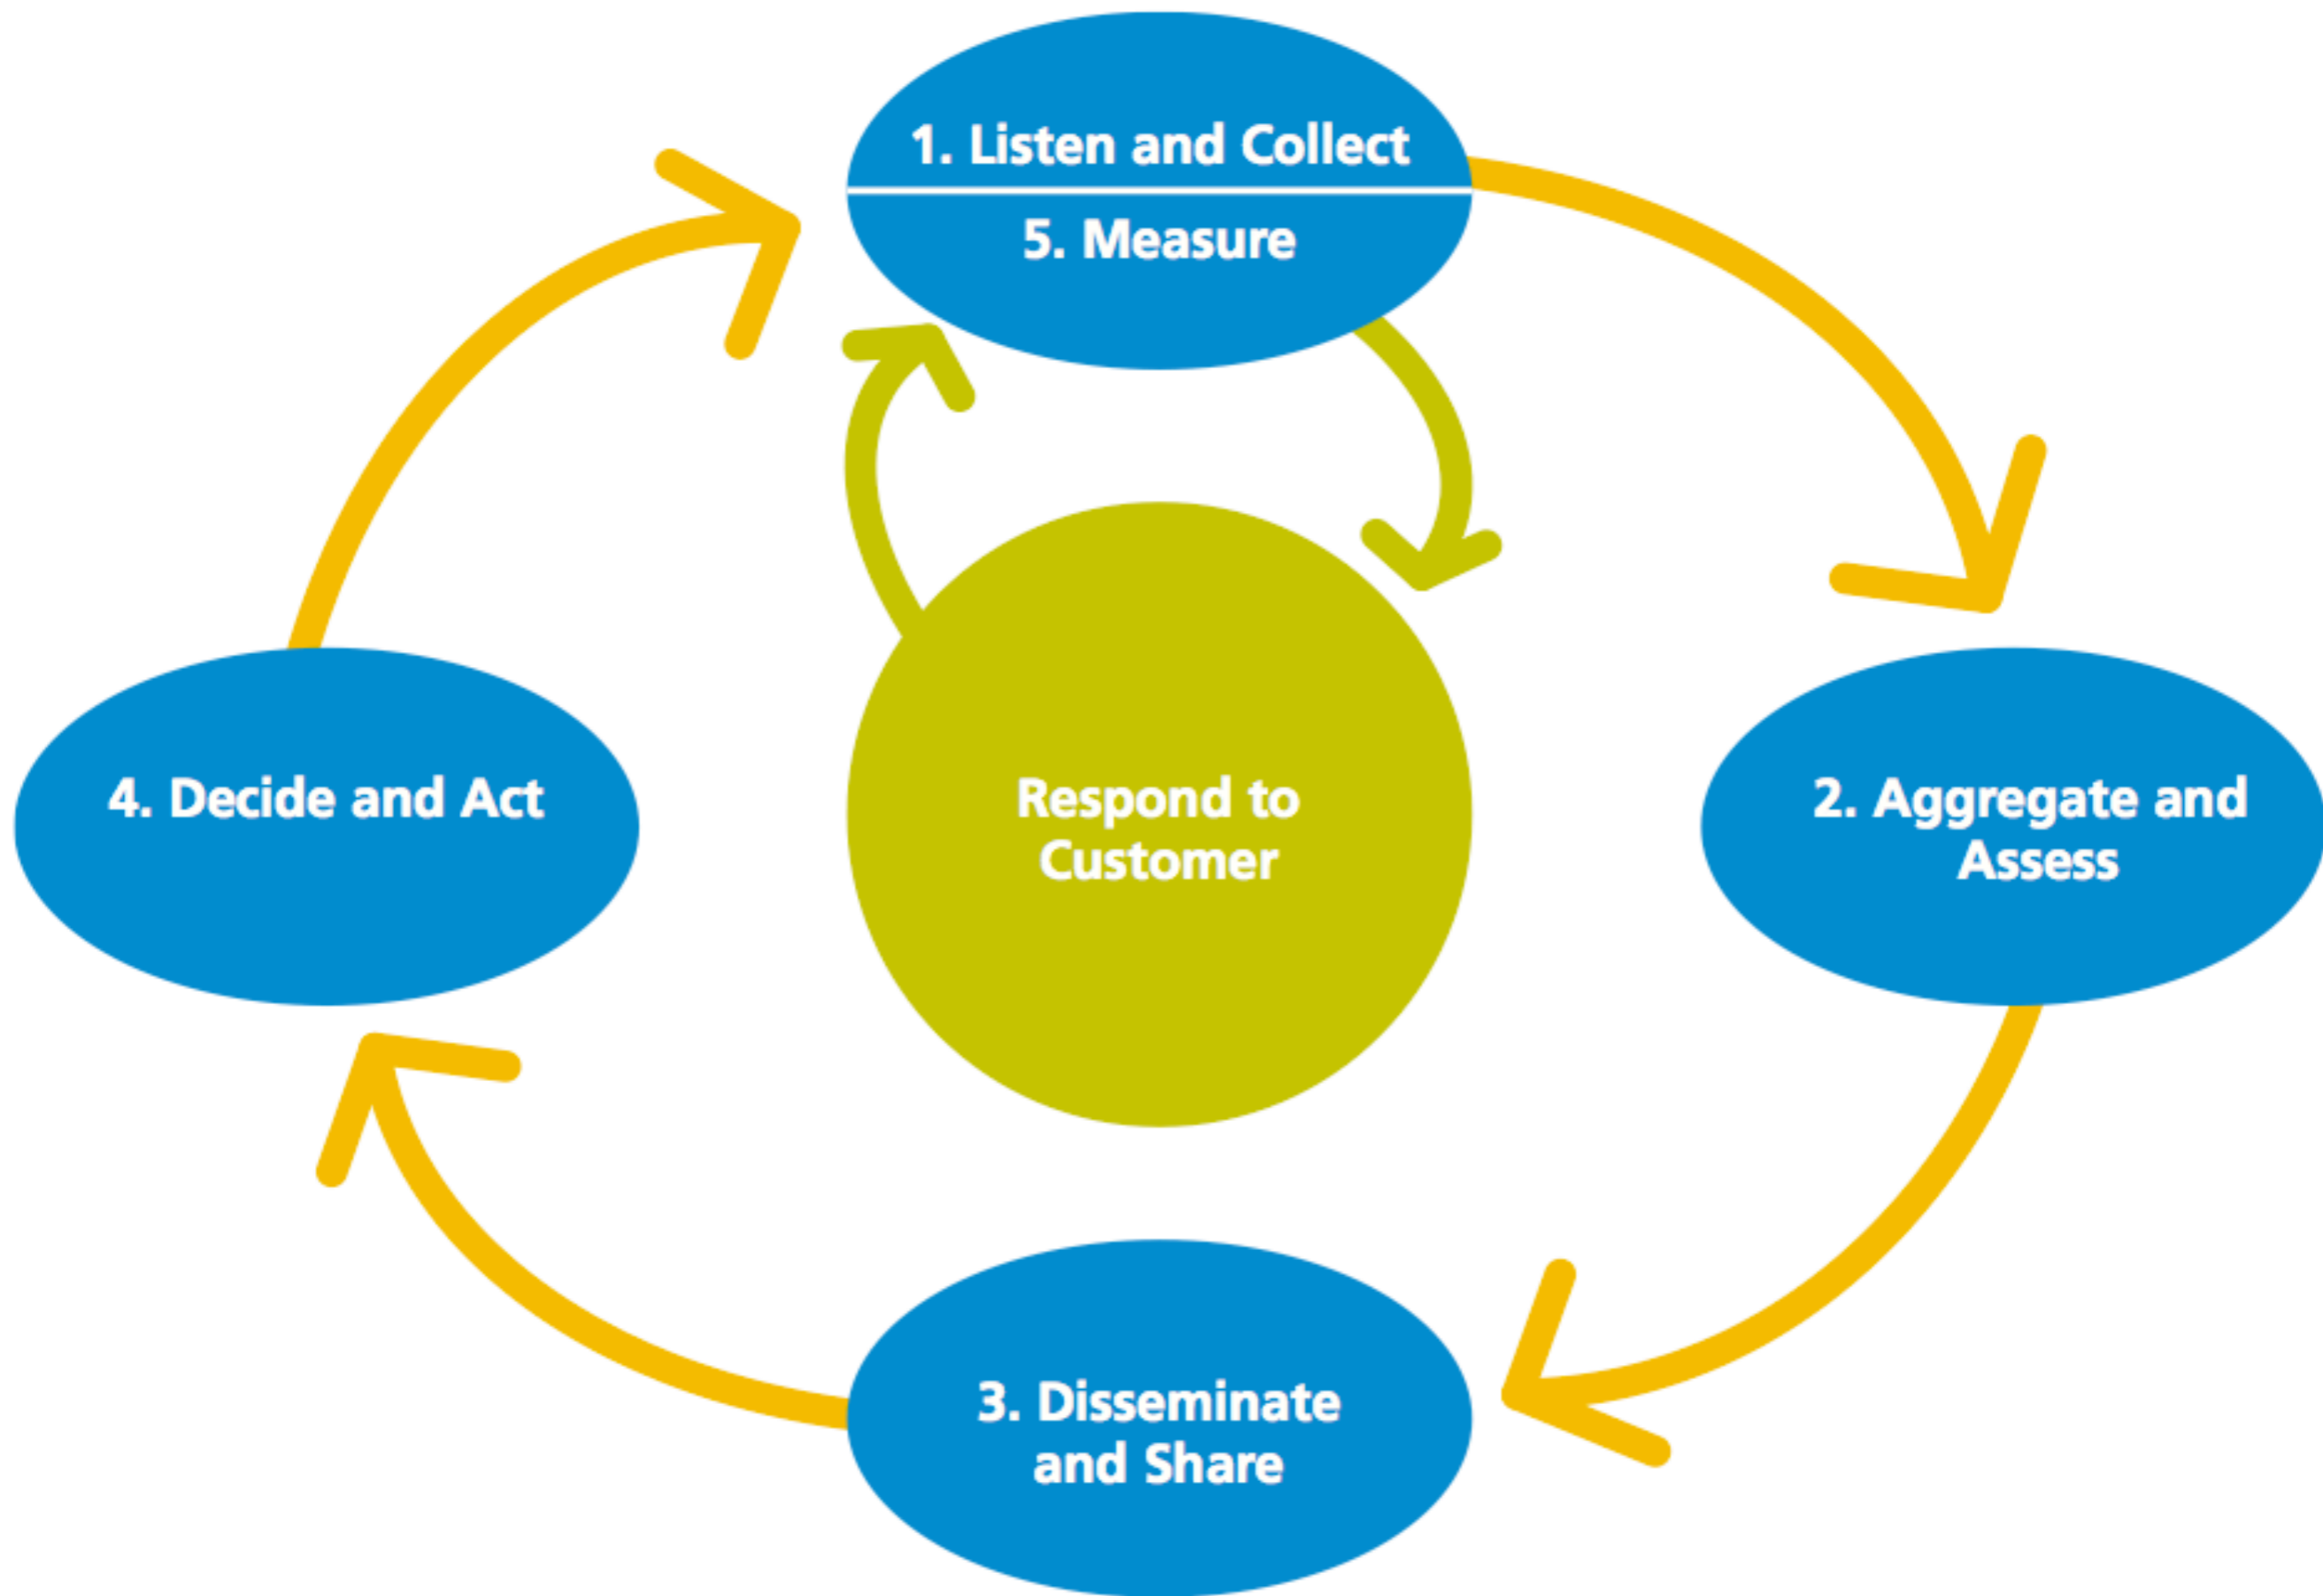 1. Listen and Collect
5. Measure
4. Decide and Act
Respond to
Customer
2. Aggregate and
Assess
3. Disseminate
and Share